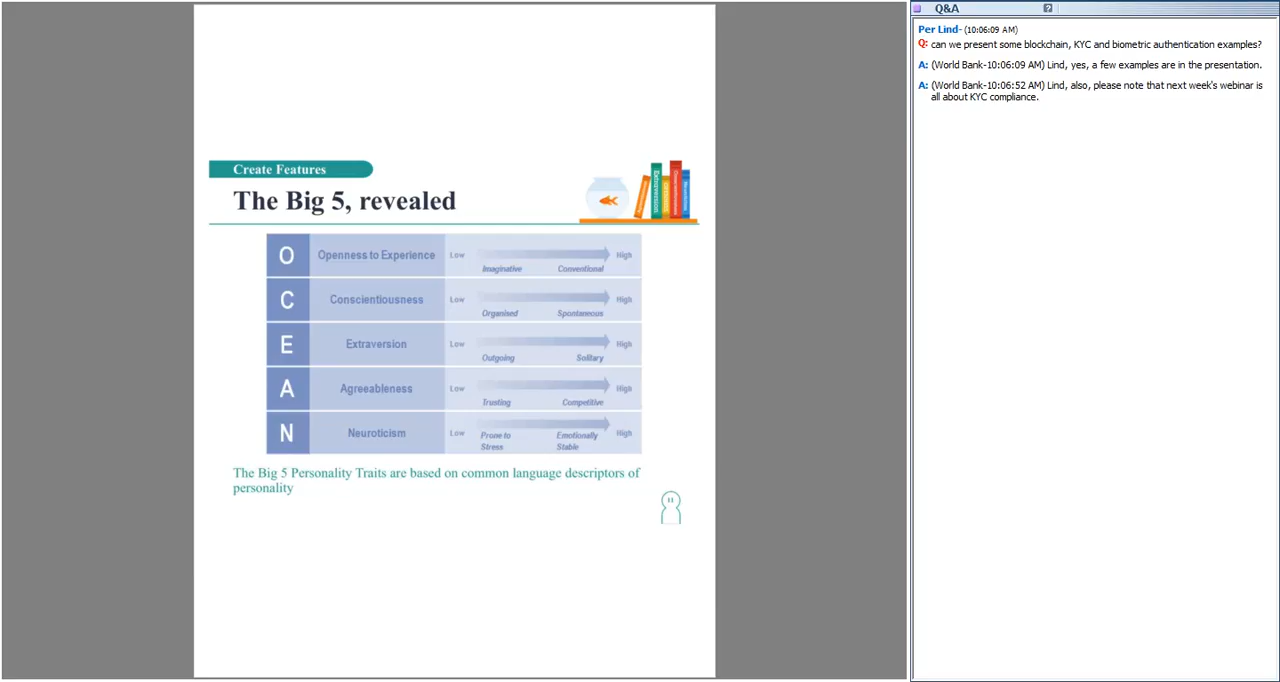 Create Features
The Big 5, revealed
O Openness to Experience Low High
Imaginative Conventional
C Conscientiousness Low High
Organised Spontaneous
E Extraversion Low High
Outgoing Solitary
A Agreeableness Low High
Trusting Competitive
N Neuroticism Low High
Prone to Stress Emotionally Stable
The Big 5 Personality Traits are based on common language descriptors of
personality
11
Q&A
Per Lind- (10:06:09 AM)
Q: can we present some blockchain, KYC and biometric authentication examples?
A: (World Bank-10:06:09 AM) Lind, yes, a few examples are in the presentation.
A: (World Bank-10:06:52 AM) Lind, also, please note that next week's webinar is
all about KYC compliance.